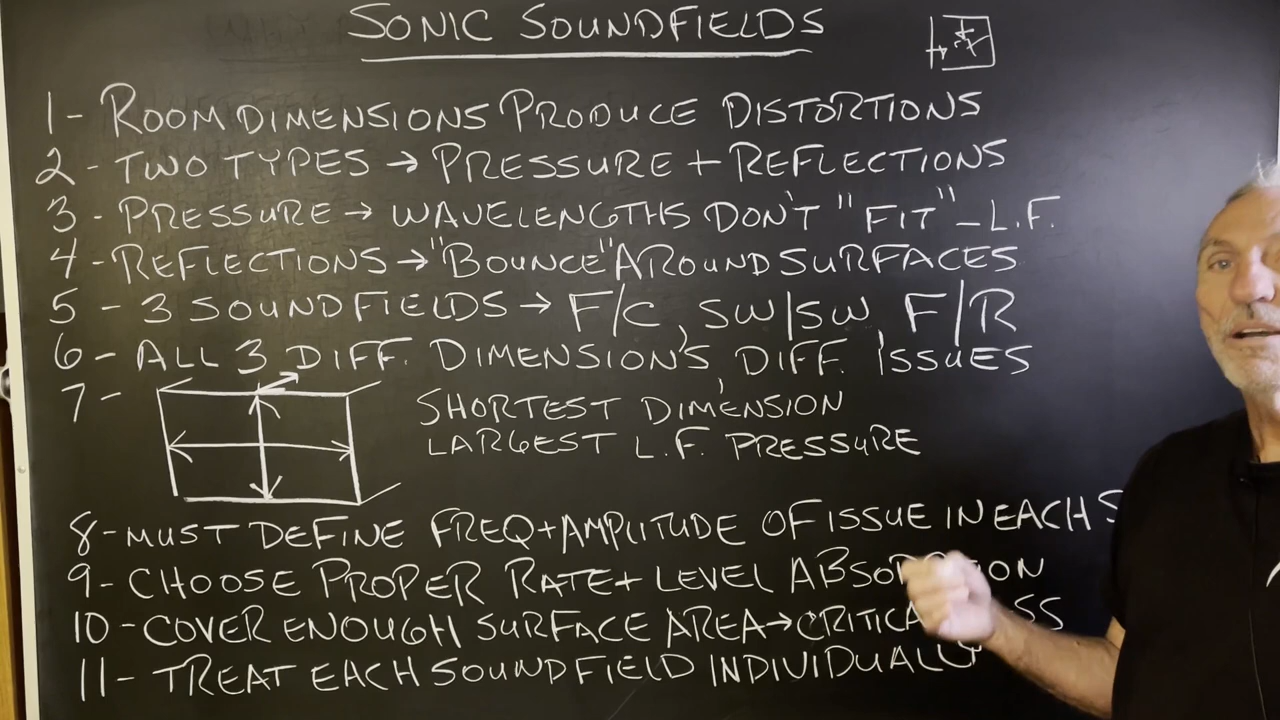 SONIC SOUNDFIELDS
1- ROOM DIMENSIONS PRODUCE DISTORTIONS
2- TWO TYPES → PRESSURE + REFLECTIONS
3- PRESSURE → WAVELENGTHS DON'T "FIT" - L.F.
4- REFLECTIONS → "BOUNCE" AROUND SURFACES
5- 3 SOUNDFIELDS → F/C, SW/SW, F/R
6- ALL 3 DIFF. DIMENSIONS, DIFF. ISSUES
7-
SHORTEST DIMENSION
LARGEST L.F. PRESSURE
8- MUST DEFINE FREQ + AMPLITUDE OF ISSUE IN EACH S
9- CHOOSE PROPER RATE + LEVEL
10- COVER ENOUGH SURFACE AREA →
11- TREAT EACH SOUNDFIELD INDIVIDUALLY